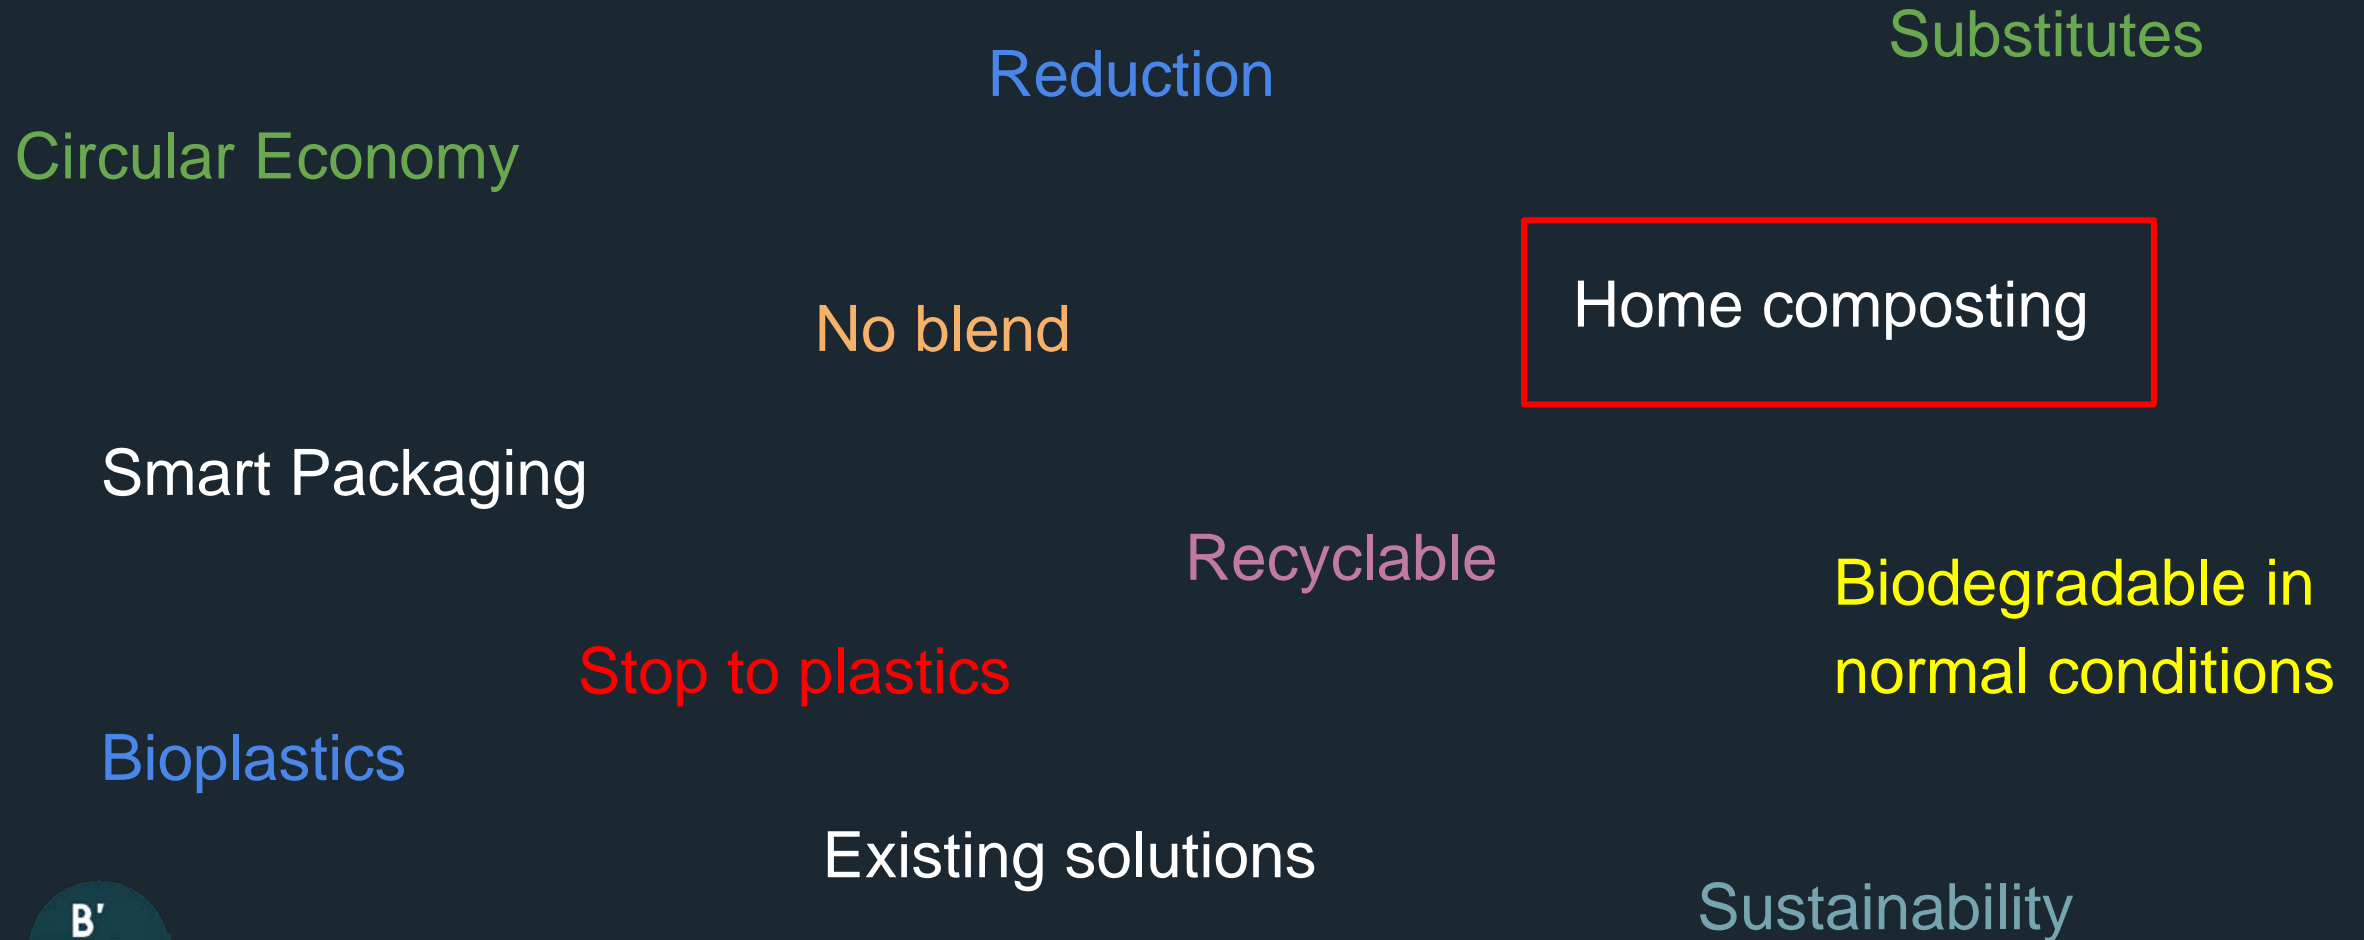 Substitutes
Reduction
Circular Economy
Home composting
No blend
Smart Packaging
Recyclable
Biodegradable in
normal conditions
Stop to plastics
Bioplastics
Existing solutions
Sustainability
B'